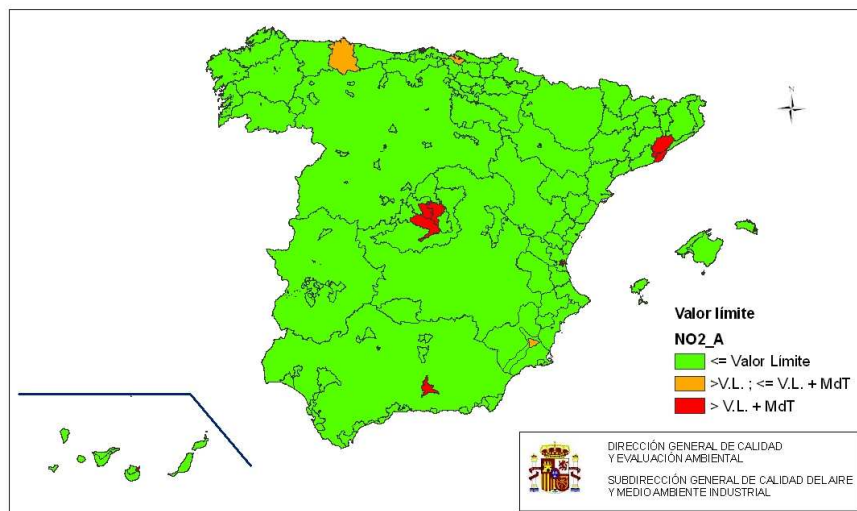 N
Valor límite
NO2_A
<= Valor Límite
>V.L. ; <= V.L. + MdT
> V.L. + MdT
DIRECCIÓN GENERAL DE CALIDAD
Y EVALUACIÓN AMBIENTAL
SUBDIRECCIÓN GENERAL DE CALIDAD DEL AIRE
Y MEDIO AMBIENTE INDUSTRIAL